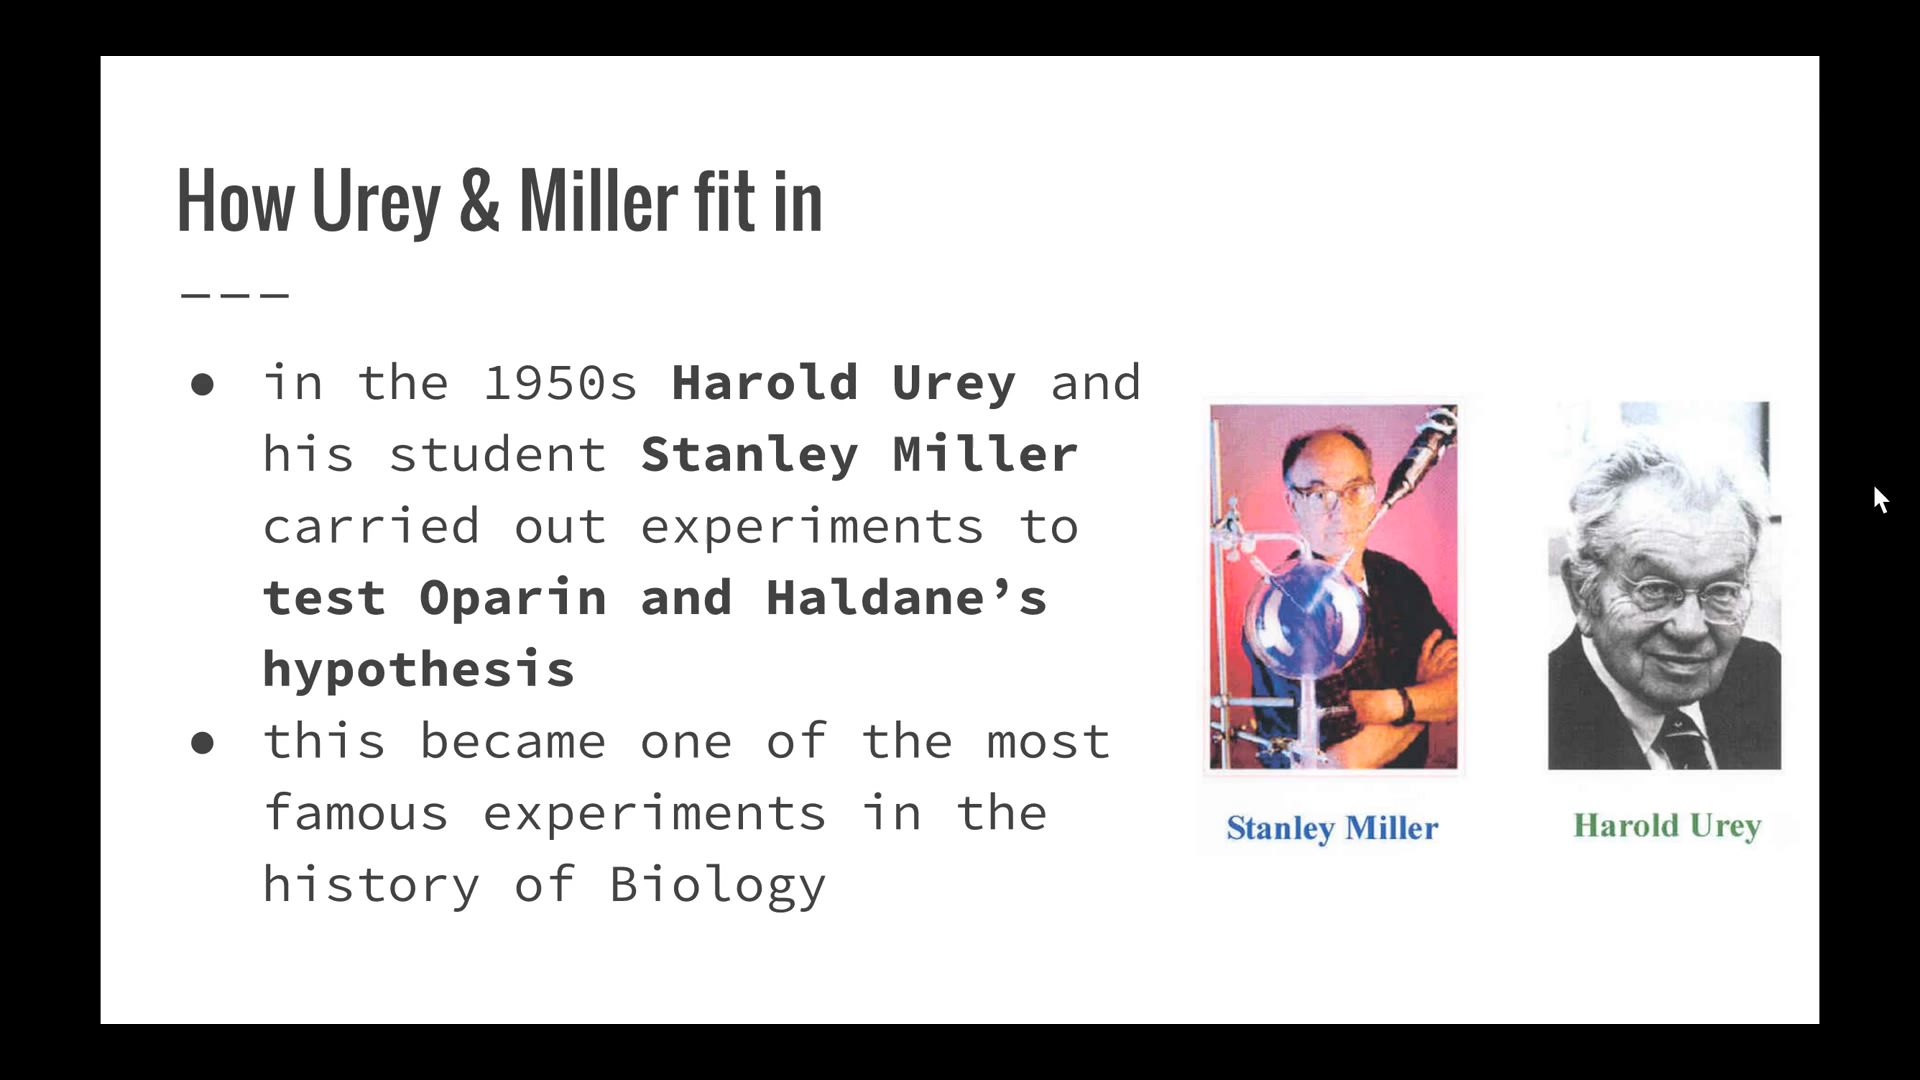 How Urey & Miller fit in
———
● in the 1950s Harold Urey and
his student Stanley Miller
carried out experiments to
test Oparin and Haldane’s
hypothesis
● this became one of the most
famous experiments in the
history of Biology
Stanley Miller
Harold Urey